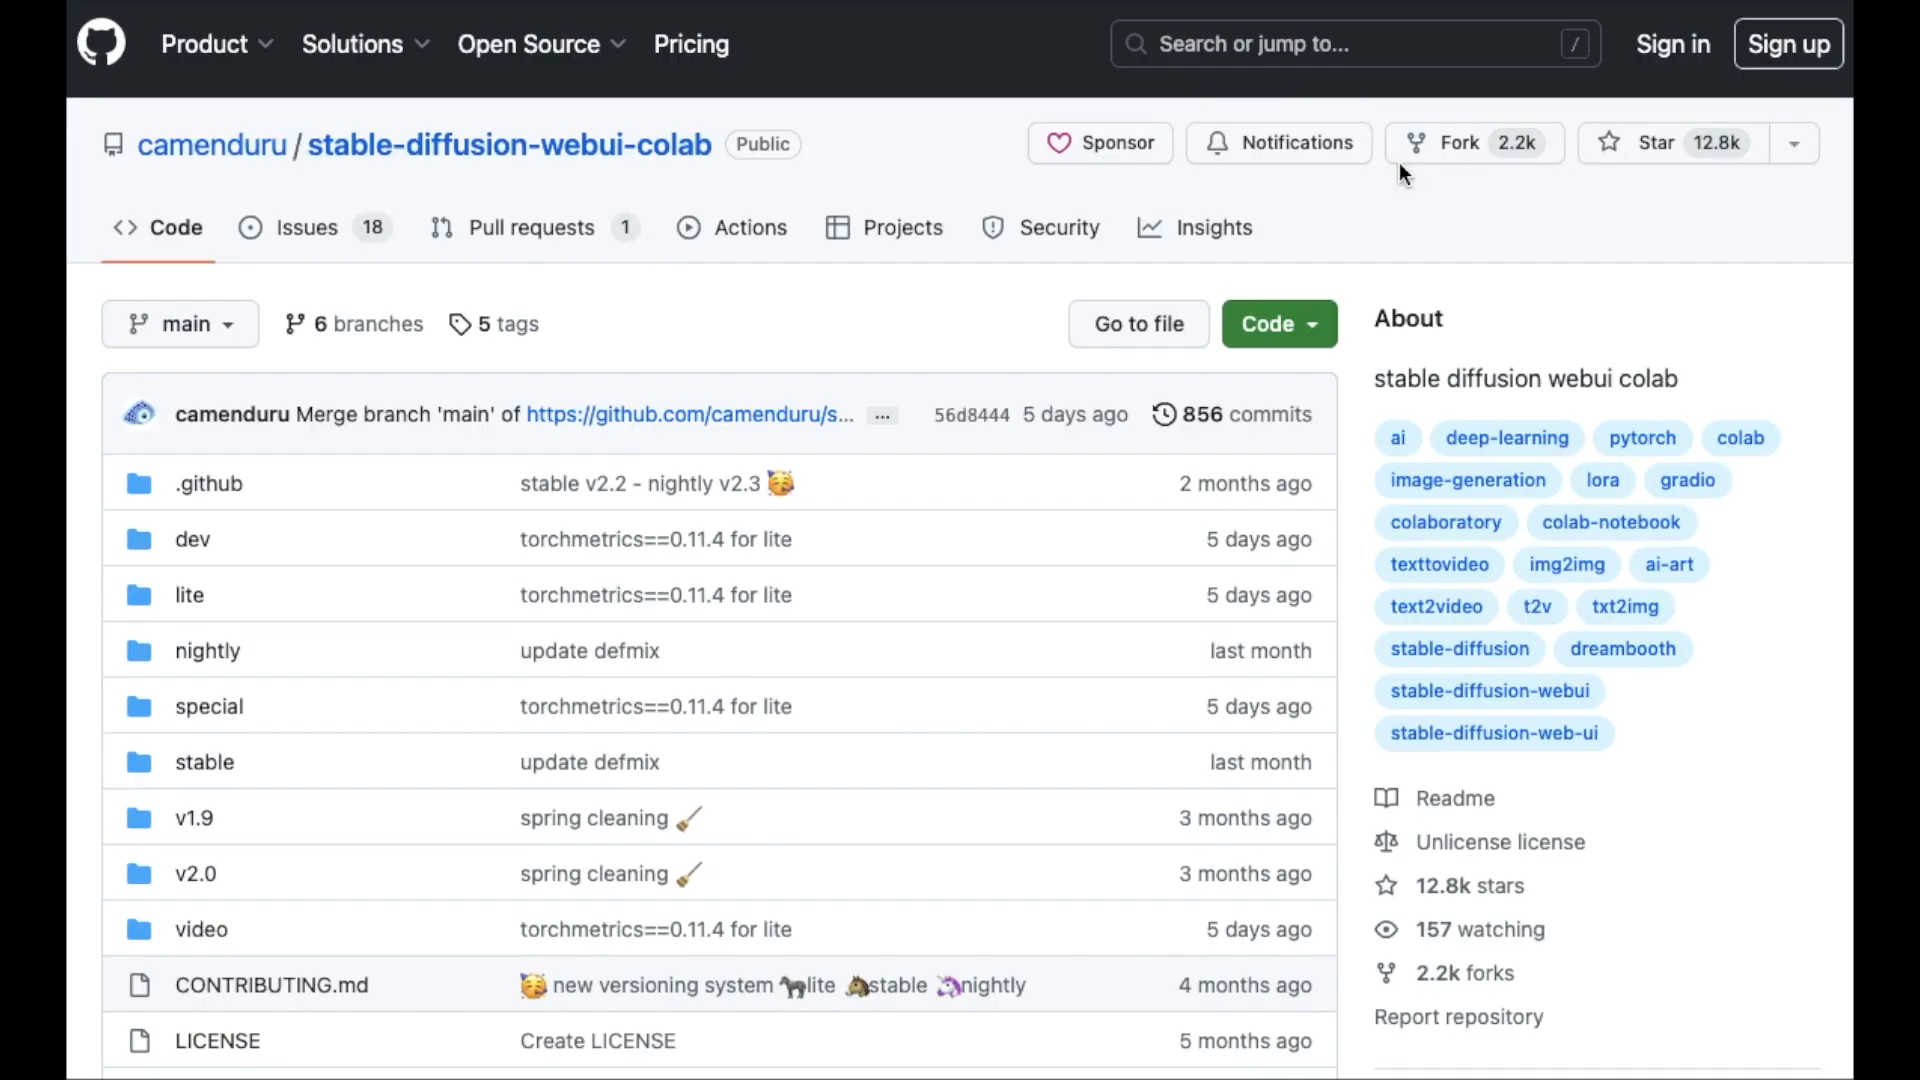 Product Solutions Open Source Pricing Search or jump to... / Sign in Sign up
camenduru / stable-diffusion-webui-colab Public Sponsor Notifications Fork 2.2k Star 12.8k
Code Issues 18 Pull requests 1 Actions Projects Security Insights
main 6 branches 5 tags Go to file Code
camenduru Merge branch 'main' of https://github.com/camenduru/s... ... 56d8444 5 days ago 856 commits
.github stable v2.2 - nightly v2.3 🥳 2 months ago
dev torchmetrics==0.11.4 for lite 5 days ago
lite torchmetrics==0.11.4 for lite 5 days ago
nightly update defmix last month
special torchmetrics==0.11.4 for lite 5 days ago
stable update defmix last month
v1.9 spring cleaning 🧹 3 months ago
v2.0 spring cleaning 🧹 3 months ago
video torchmetrics==0.11.4 for lite 5 days ago
CONTRIBUTING.md 🥳 new versioning system 🐎lite 🐴stable 🦄nightly 4 months ago
LICENSE Create LICENSE 5 months ago
About
stable diffusion webui colab
ai deep-learning pytorch colab
image-generation lora gradio
colaboratory colab-notebook
texttovideo img2img ai-art
text2video t2v txt2img
stable-diffusion dreambooth
stable-diffusion-webui
stable-diffusion-web-ui
Readme
Unlicense license
12.8k stars
157 watching
2.2k forks
Report repository